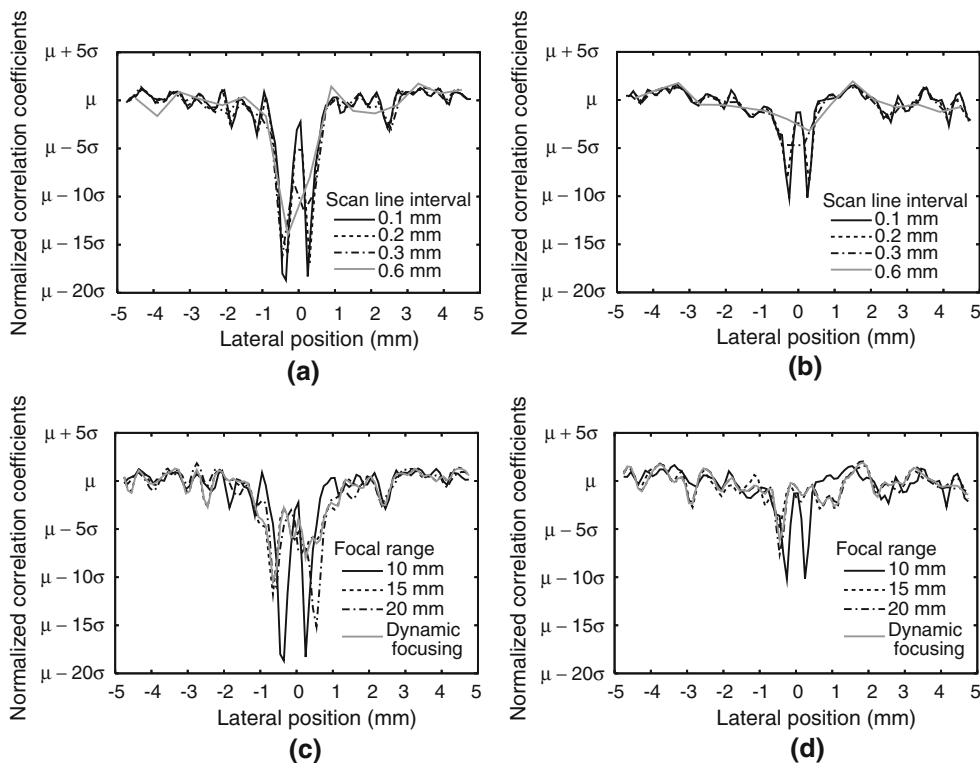 Normalized correlation coefficients
μ + 5σ
μ
μ − 5σ
μ − 10σ
μ − 15σ
μ − 20σ
Scan line interval
0.1 mm
0.2 mm
0.3 mm
0.6 mm
-5 -4 -3 -2 -1 0 1 2 3 4 5
Lateral position (mm)
(a)
Normalized correlation coefficients
μ + 5σ
μ
μ − 5σ
μ − 10σ
μ − 15σ
μ − 20σ
Scan line interval
0.1 mm
0.2 mm
0.3 mm
0.6 mm
-5 -4 -3 -2 -1 0 1 2 3 4 5
Lateral position (mm)
(b)
Normalized correlation coefficients
μ + 5σ
μ
μ − 5σ
μ − 10σ
μ − 15σ
μ − 20σ
Focal range
10 mm
15 mm
20 mm
Dynamic
focusing
-5 -4 -3 -2 -1 0 1 2 3 4 5
Lateral position (mm)
(c)
Normalized correlation coefficients
μ + 5σ
μ
μ − 5σ
μ − 10σ
μ − 15σ
μ − 20σ
Focal range
10 mm
15 mm
20 mm
Dynamic
focusing
-5 -4 -3 -2 -1 0 1 2 3 4 5
Lateral position (mm)
(d)